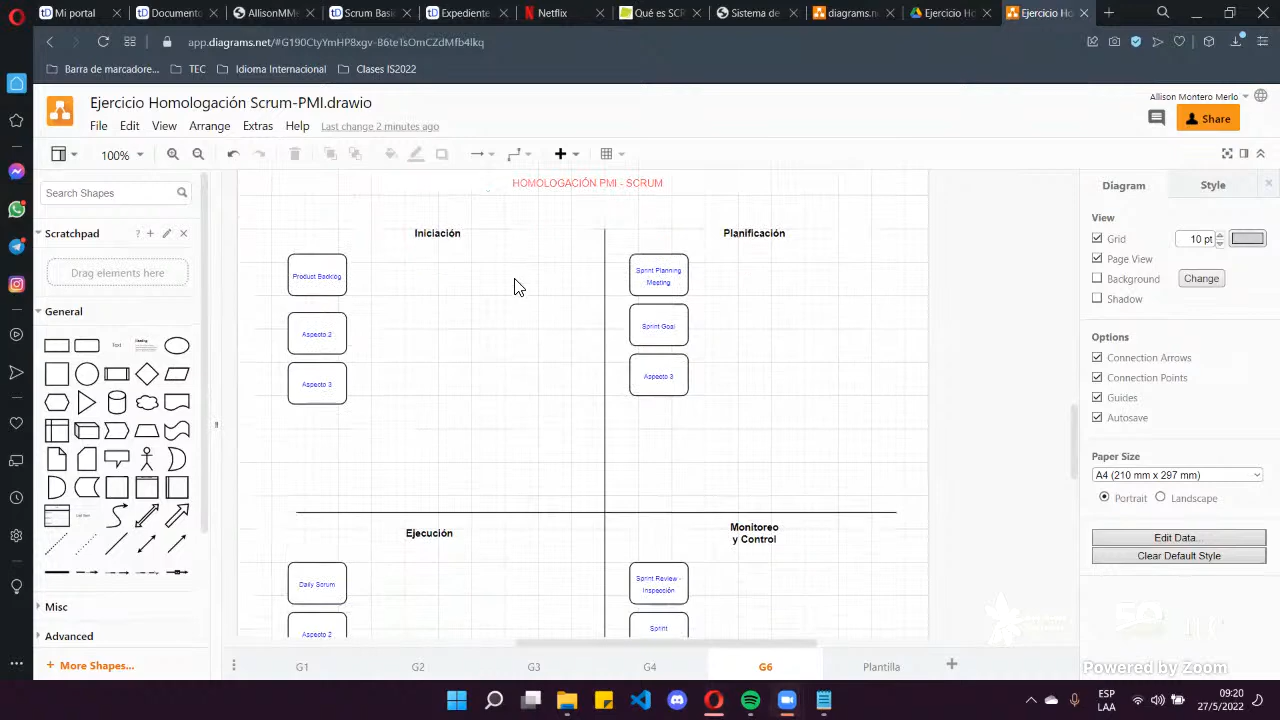 Mi portal
Documento
AllisonMM
Scrum Basi
Expediente
Netflix
Qué es SCR
Sistema de
diagrams.n
Ejercicio H
Ejercicio Ho
app.diagrams.net/#G190CtyYmHP8xgv-B6teTsOmCZdMfb4Ikq
Barra de marcadore...
TEC
Idioma Internacional
Clases IS2022
Ejercicio Homologación Scrum-PMI.drawio
Allison Montero Merlo
File Edit View Arrange Extras Help Last change 2 minutes ago
Share
100%
Search Shapes
Scratchpad
Drag elements here
General
Text
Heading
List Item
Misc
Advanced
+ More Shapes...
HOMOLOGACIÓN PMI - SCRUM
Iniciación
Product Backlog
Aspecto 2
Aspecto 3
Planificación
Sprint Planning
Meeting
Sprint Goal
Aspecto 3
Ejecución
Daily Scrum
Aspecto 2
Monitoreo
y Control
Sprint Review -
Inspección
Sprint
G1
G2
G3
G4
G6
Plantilla
Diagram
Style
View
Grid
10 pt
Page View
Background
Change
Shadow
Options
Connection Arrows
Connection Points
Guides
Autosave
Paper Size
A4 (210 mm x 297 mm)
Portrait
Landscape
Edit Data...
Clear Default Style
Powered by Zoom
ESP
LAA
09:20
27/5/2022